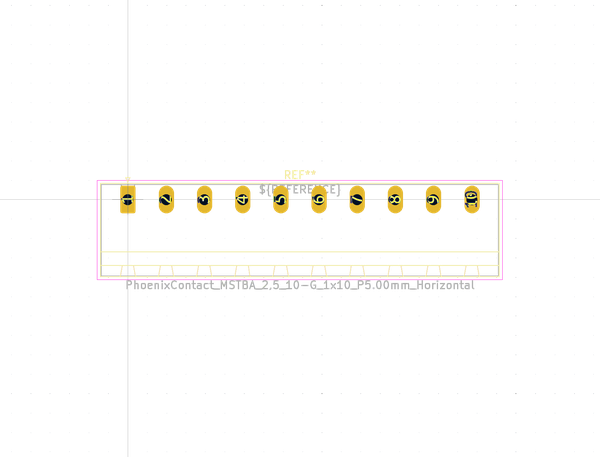 REF**
${REFERENCE}
1 2 3 4 5 6 7 8 9 10
PhoenixContact_MSTBA_2,5_10-G_1x10_P5.00mm_Horizontal